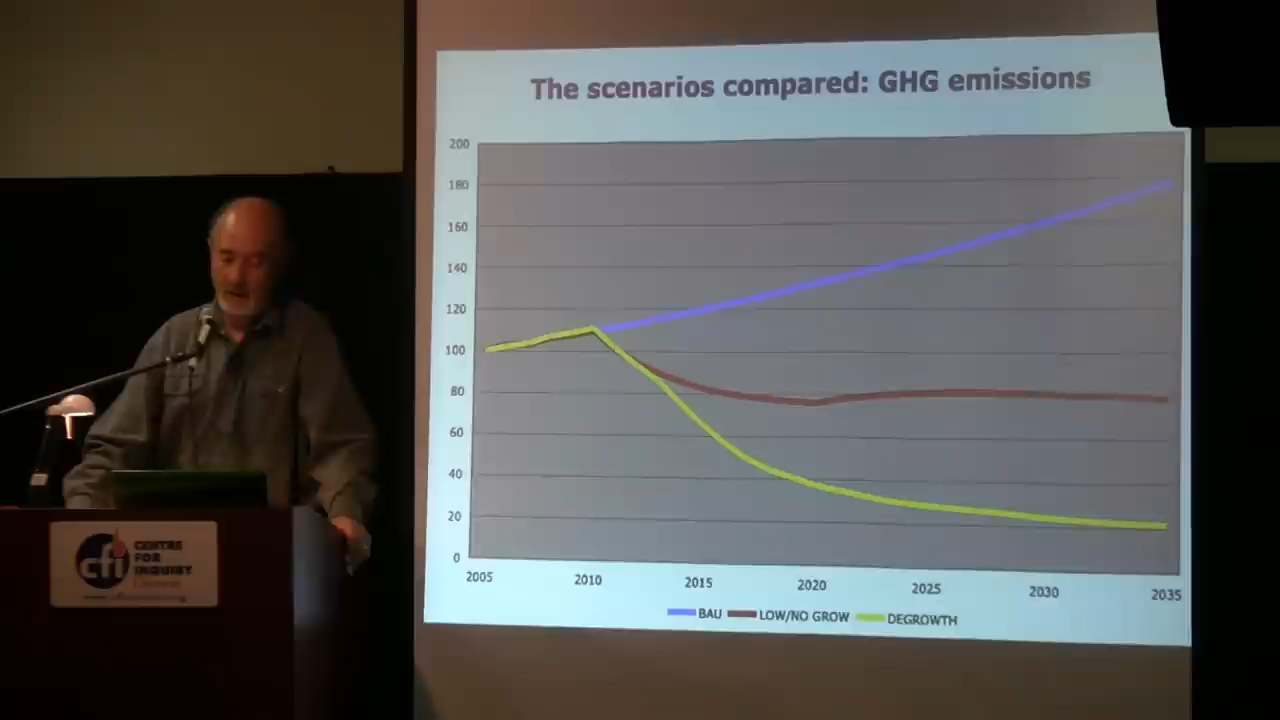 The scenarios compared: GHG emissions
200
180
160
140
120
100
80
60
40
20
0
2005 2010 2015 2020 2025 2030 2035
BAU LOW/NO GROW DEGROWTH
cfi
CENTRE
FOR
INQUIRY